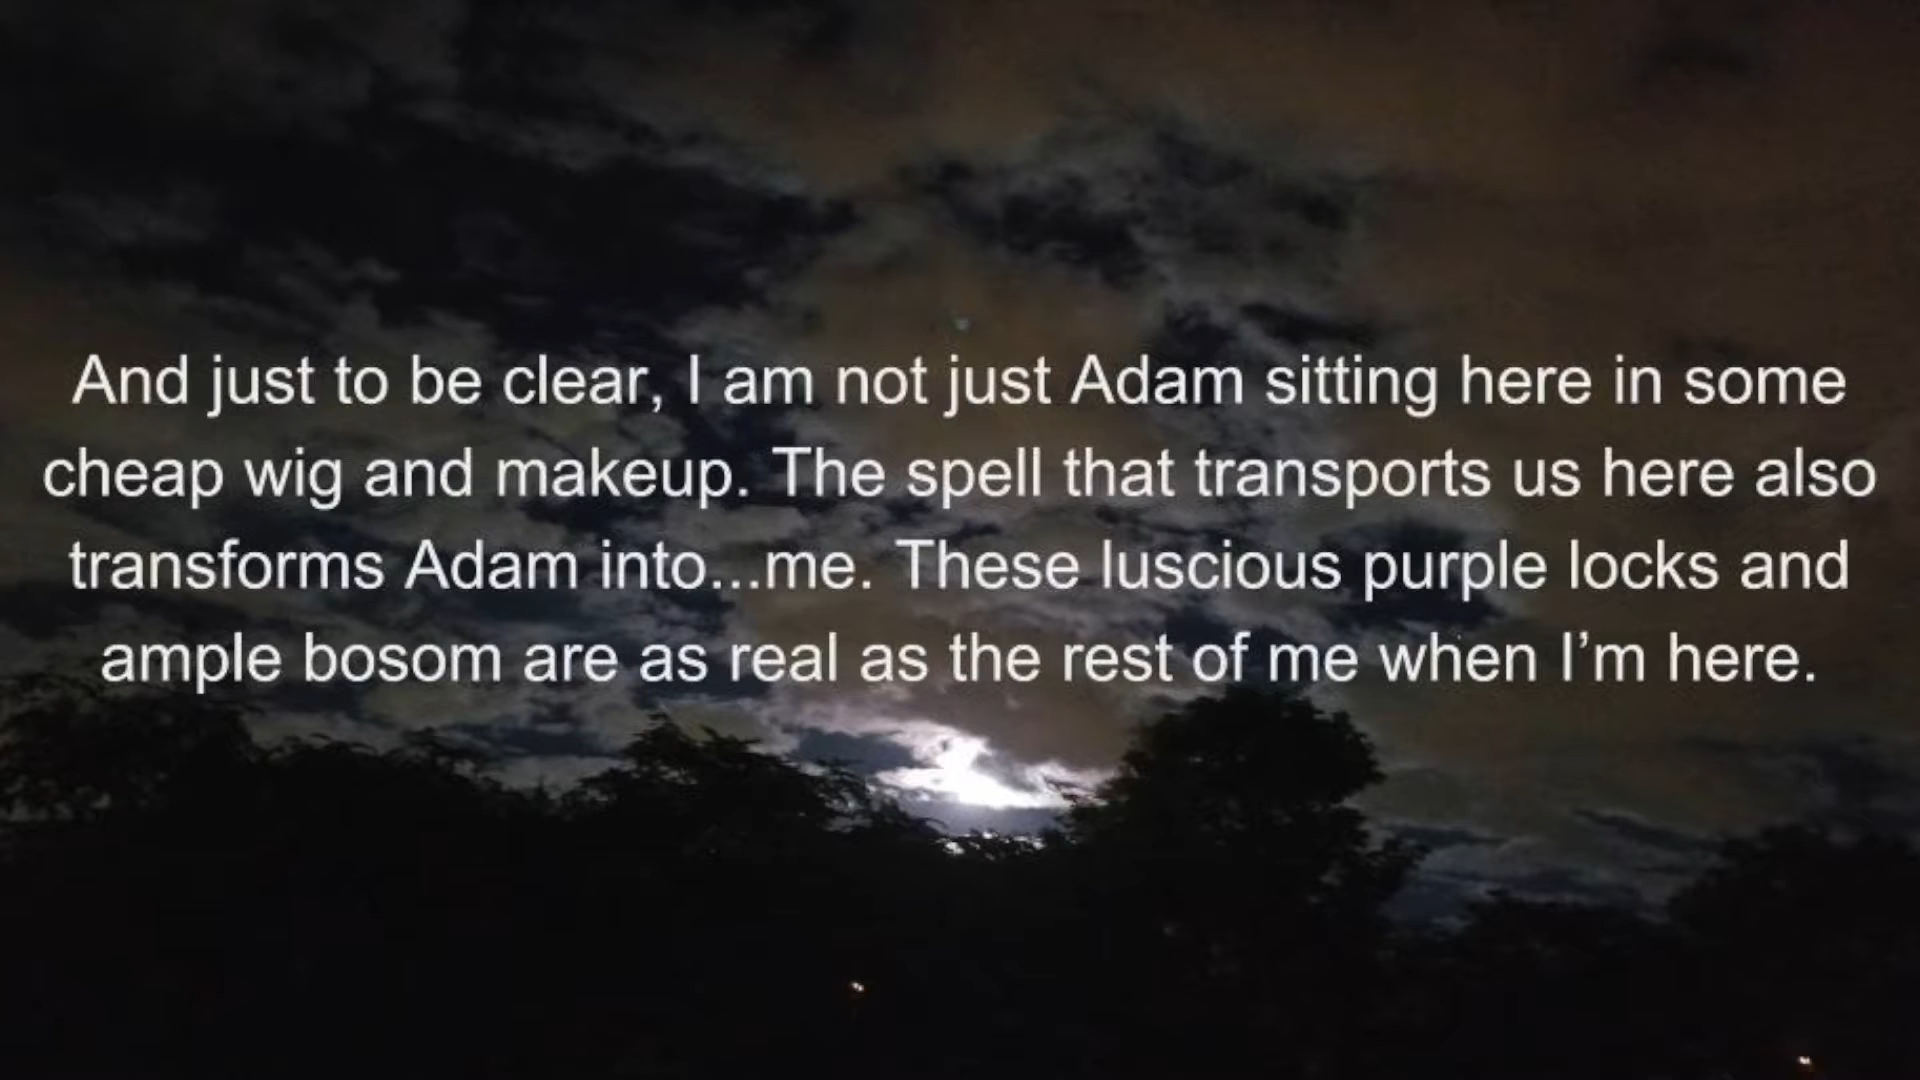 And just to be clear, I am not just Adam sitting here in some
cheap wig and makeup. The spell that transports us here also
transforms Adam into...me. These luscious purple locks and
ample bosom are as real as the rest of me when I’m here.